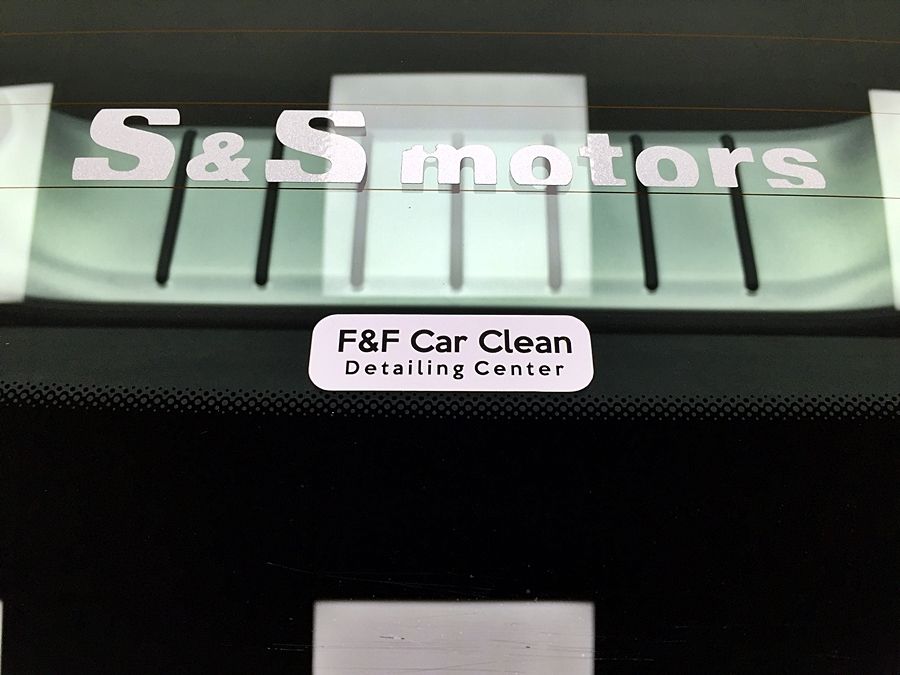 S&S motors
F&F Car Clean
Detailing Center